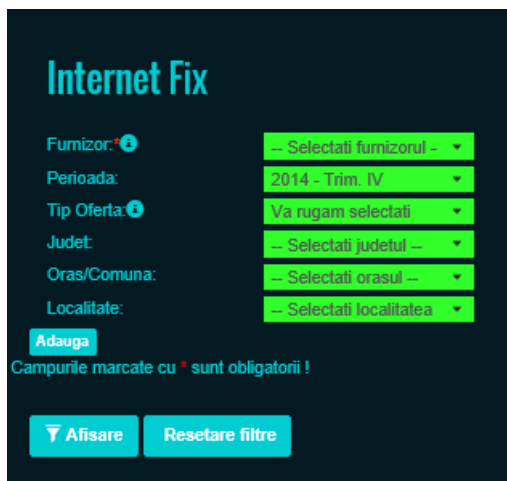 Internet Fix
Furnizor:*
-- Selectati furnizorul -
Perioada:
2014 - Trim. IV
Tip Oferta:
Va rugam selectati
Judet:
-- Selectati judetul --
Oras/Comuna:
-- Selectati orasul --
Localitate:
-- Selectati localitatea
Adauga
Campurile marcate cu * sunt obligatorii !
Afisare
Resetare filtre